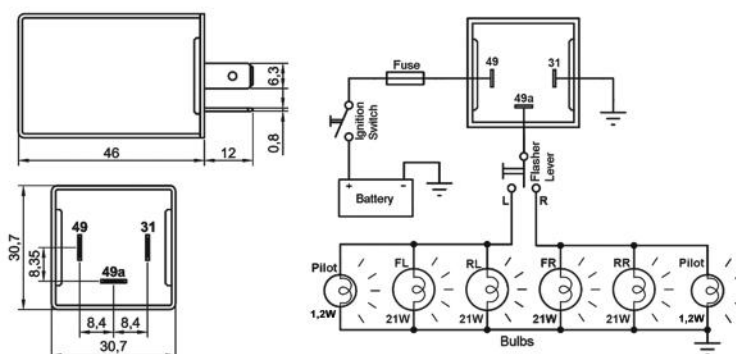 6,3
0,8
46
12
49
31
49a
30,7
8,35
8,4
8,4
30,7
Fuse
49
31
49a
Ignition
Switch
+
-
Battery
Flasher
Lever
L
R
Pilot
FL
RL
FR
RR
Pilot
1,2W
21W
21W
21W
21W
1,2W
Bulbs